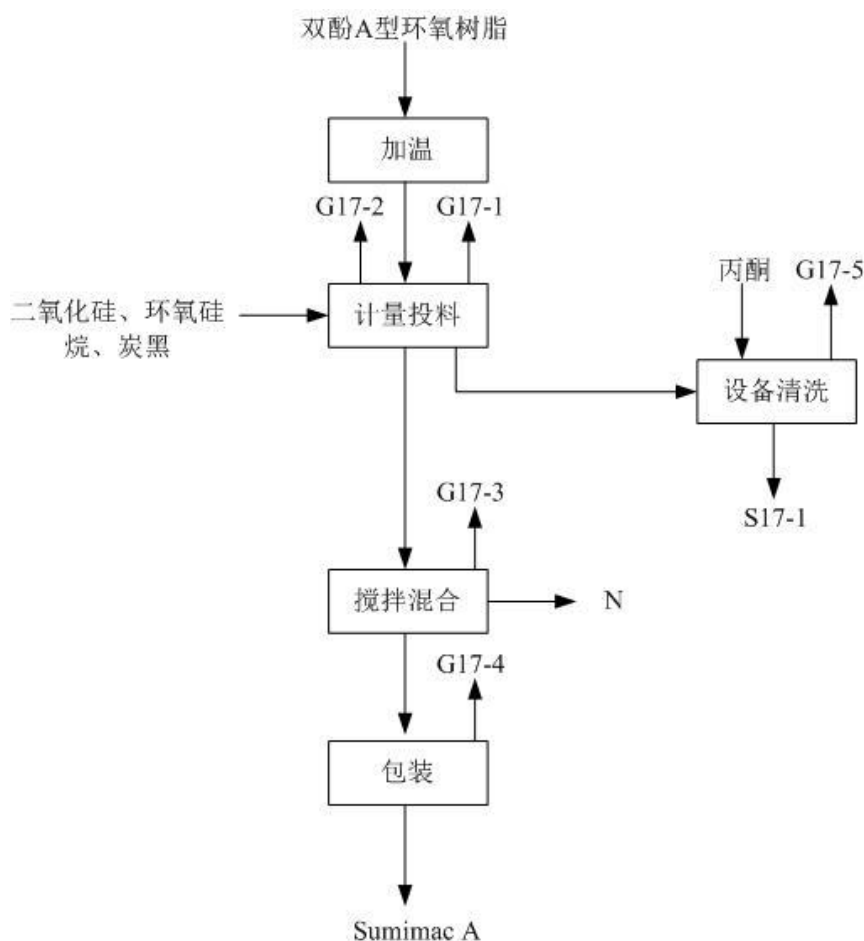 双酚A型环氧树脂
加温
G17-2
G17-1
二氧化硅、环氧硅
烷、炭黑
计量投料
丙酮
G17-5
设备清洗
S17-1
G17-3
搅拌混合
N
G17-4
包装
Sumimac A